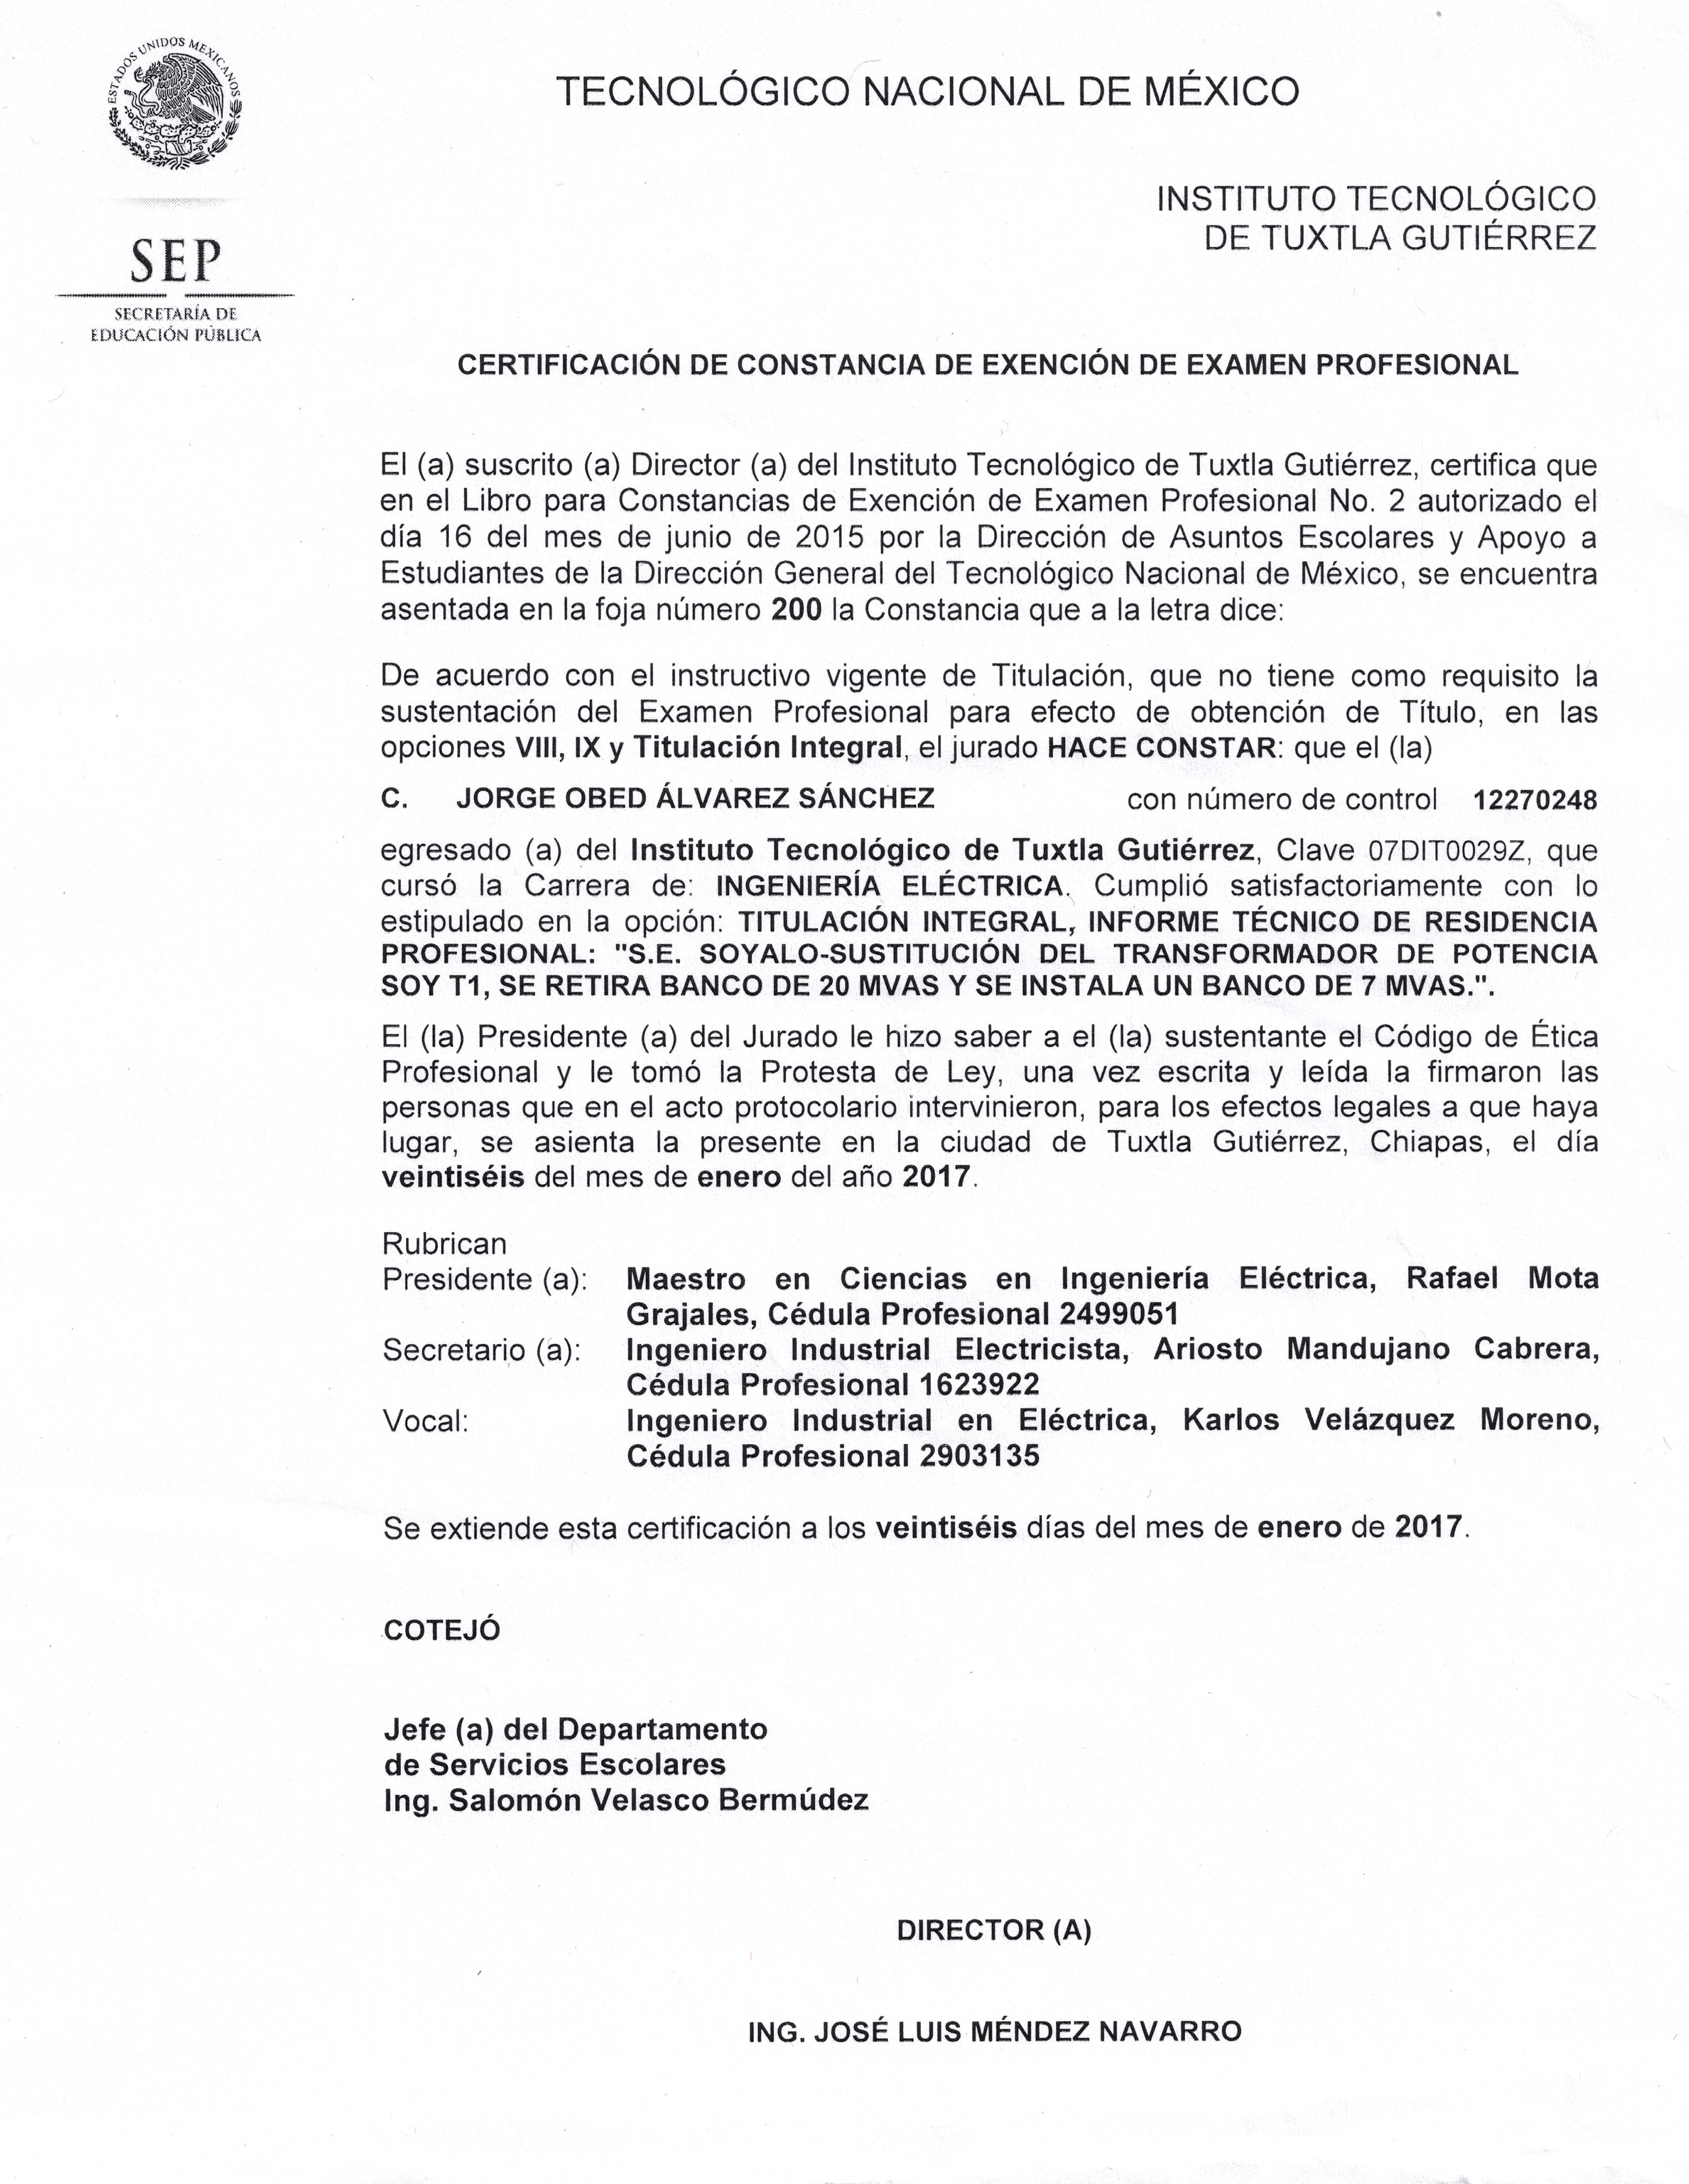 ESTADOS UNIDOS MEXICANOS
TECNOLÓGICO NACIONAL DE MÉXICO
INSTITUTO TECNOLÓGICO
DE TUXTLA GUTIÉRREZ
SEP
SECRETARÍA DE
EDUCACIÓN PÚBLICA
CERTIFICACIÓN DE CONSTANCIA DE EXENCIÓN DE EXAMEN PROFESIONAL
El (a) suscrito (a) Director (a) del Instituto Tecnológico de Tuxtla Gutiérrez, certifica que
en el Libro para Constancias de Exención de Examen Profesional No. 2 autorizado el
día 16 del mes de junio de 2015 por la Dirección de Asuntos Escolares y Apoyo a
Estudiantes de la Dirección General del Tecnológico Nacional de México, se encuentra
asentada en la foja número 200 la Constancia que a la letra dice:
De acuerdo con el instructivo vigente de Titulación, que no tiene como requisito la
sustentación del Examen Profesional para efecto de obtención de Título, en las
opciones VIII, IX y Titulación Integral, el jurado HACE CONSTAR: que el (la)
C. JORGE OBED ÁLVAREZ SÁNCHEZ con número de control 12270248
egresado (a) del Instituto Tecnológico de Tuxtla Gutiérrez, Clave 07DIT0029Z, que
cursó la Carrera de: INGENIERÍA ELÉCTRICA. Cumplió satisfactoriamente con lo
estipulado en la opción: TITULACIÓN INTEGRAL, INFORME TÉCNICO DE RESIDENCIA
PROFESIONAL: "S.E. SOYALO-SUSTITUCIÓN DEL TRANSFORMADOR DE POTENCIA
SOY T1, SE RETIRA BANCO DE 20 MVAS Y SE INSTALA UN BANCO DE 7 MVAS.".
El (la) Presidente (a) del Jurado le hizo saber a el (la) sustentante el Código de Ética
Profesional y le tomó la Protesta de Ley, una vez escrita y leída la firmaron las
personas que en el acto protocolario intervinieron, para los efectos legales a que haya
lugar, se asienta la presente en la ciudad de Tuxtla Gutiérrez, Chiapas, el día
veintiséis del mes de enero del año 2017.
Rubrican
Presidente (a): Maestro en Ciencias en Ingeniería Eléctrica, Rafael Mota
Grajales, Cédula Profesional 2499051
Secretario (a): Ingeniero Industrial Electricista, Ariosto Mandujano Cabrera,
Cédula Profesional 1623922
Vocal: Ingeniero Industrial en Eléctrica, Karlos Velázquez Moreno,
Cédula Profesional 2903135
Se extiende esta certificación a los veintiséis días del mes de enero de 2017.
COTEJÓ
Jefe (a) del Departamento
de Servicios Escolares
Ing. Salomón Velasco Bermúdez
DIRECTOR (A)
ING. JOSÉ LUIS MÉNDEZ NAVARRO